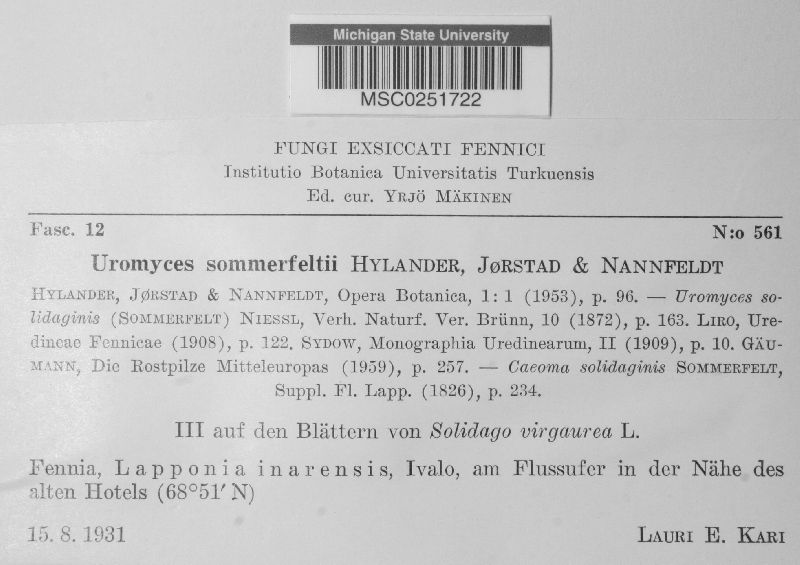 Michigan State University
MSC0251722
FUNGI EXSICCATI FENNICI
Institutio Botanica Universitatis Turkuensis
Ed. cur. YRJÖ MÄKINEN
Fasc. 12 N:o 561
Uromyces sommerfeltii HYLANDER, JØRSTAD & NANNFELDT
HYLANDER, JØRSTAD & NANNFELDT, Opera Botanica, 1: 1 (1953), p. 96. — Uromyces so-
lidaginis (SOMMERFELT) NIESSL, Verh. Naturf. Ver. Brünn, 10 (1872), p. 163. LIRO, Ure-
dineae Fennicae (1908), p. 122. SYDOW, Monographia Uredinearum, II (1909), p. 10. GÄU-
MANN, Die Rostpilze Mitteleuropas (1959), p. 257. — Caeoma solidaginis SOMMERFELT,
Suppl. Fl. Lapp. (1826), p. 234.
III auf den Blättern von Solidago virgaurea L.
Fennia, Lapponia inarensis, Ivalo, am Flussufer in der Nähe des
alten Hotels (68°51′ N)
15. 8. 1931 LAURI E. KARI